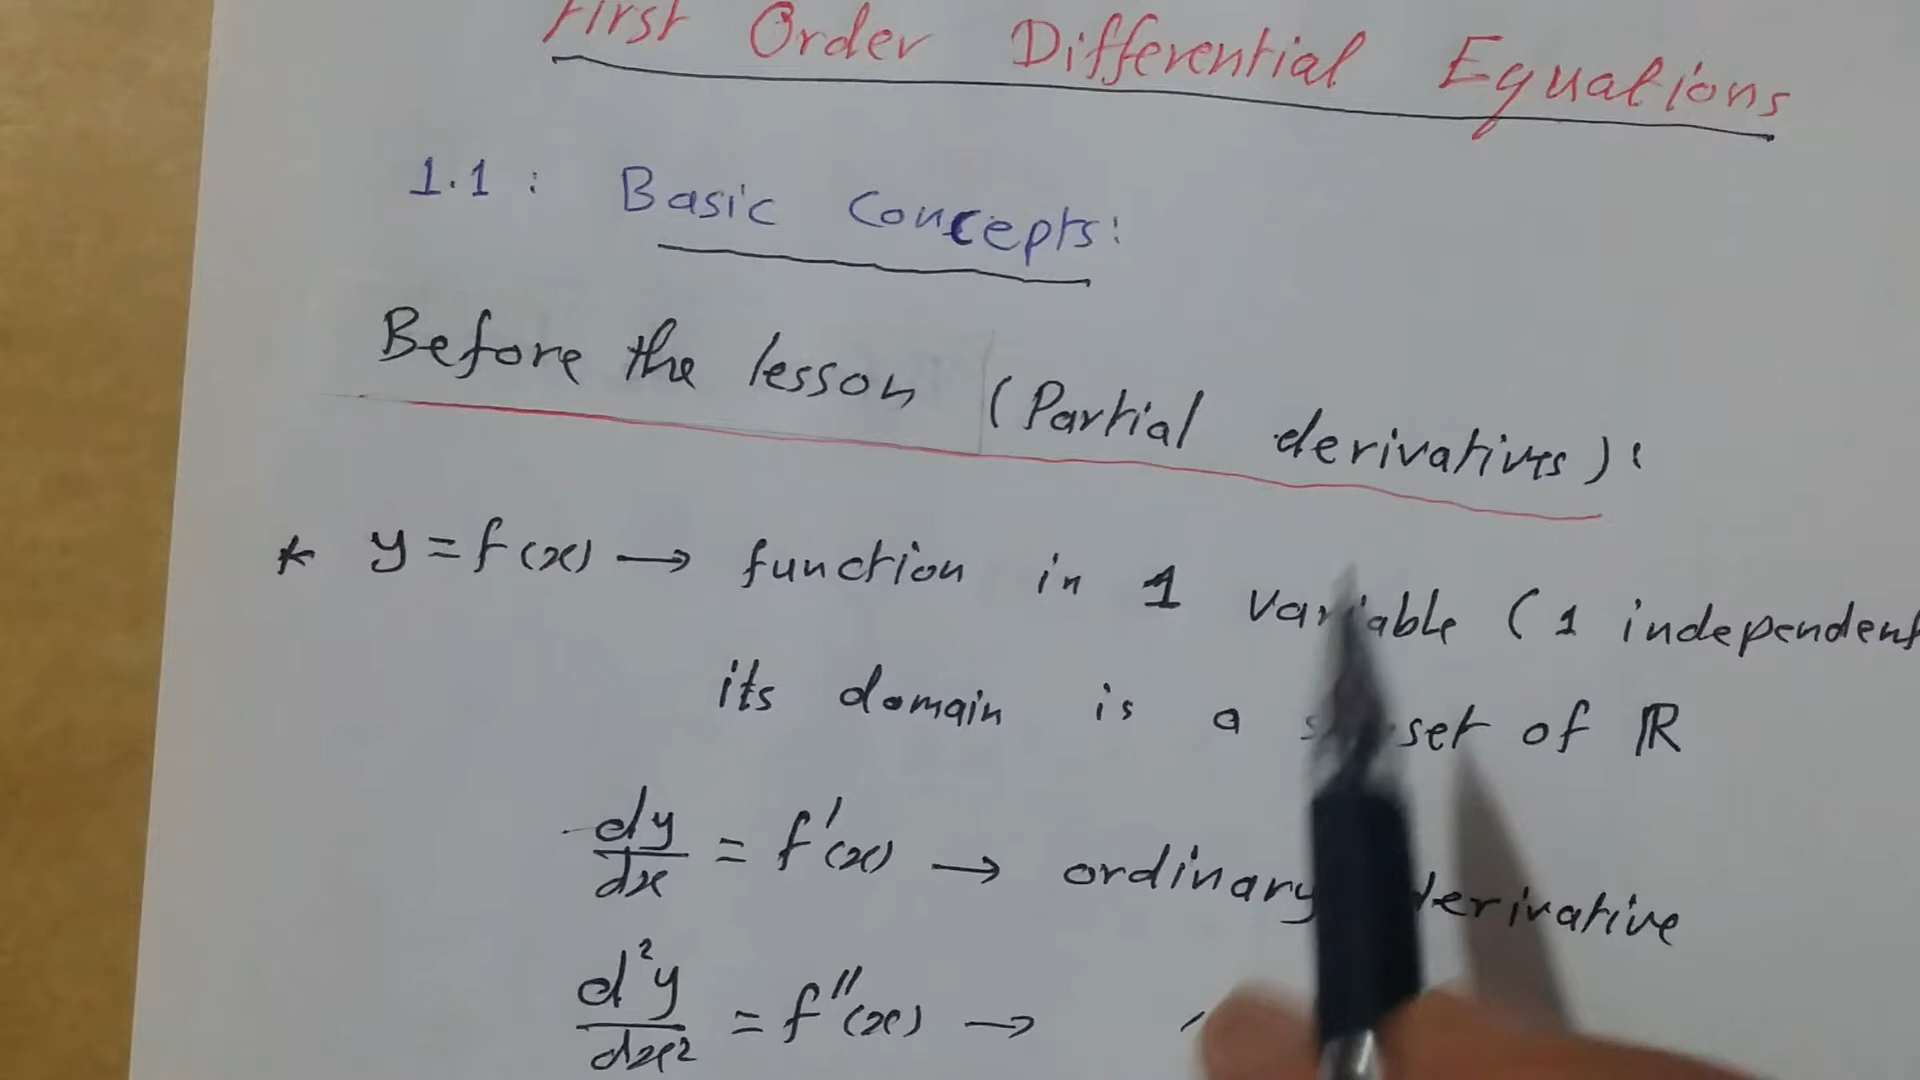 First Order Differential Equations
1.1 : Basic Concepts:
Before the lesson (Partial derivatives):
* y = f(x) → function in 1 variable (1 independent
its domain is a subset of ℝ
dy/dx = f'(x) → ordinary derivative
d²y/dx² = f''(x) →